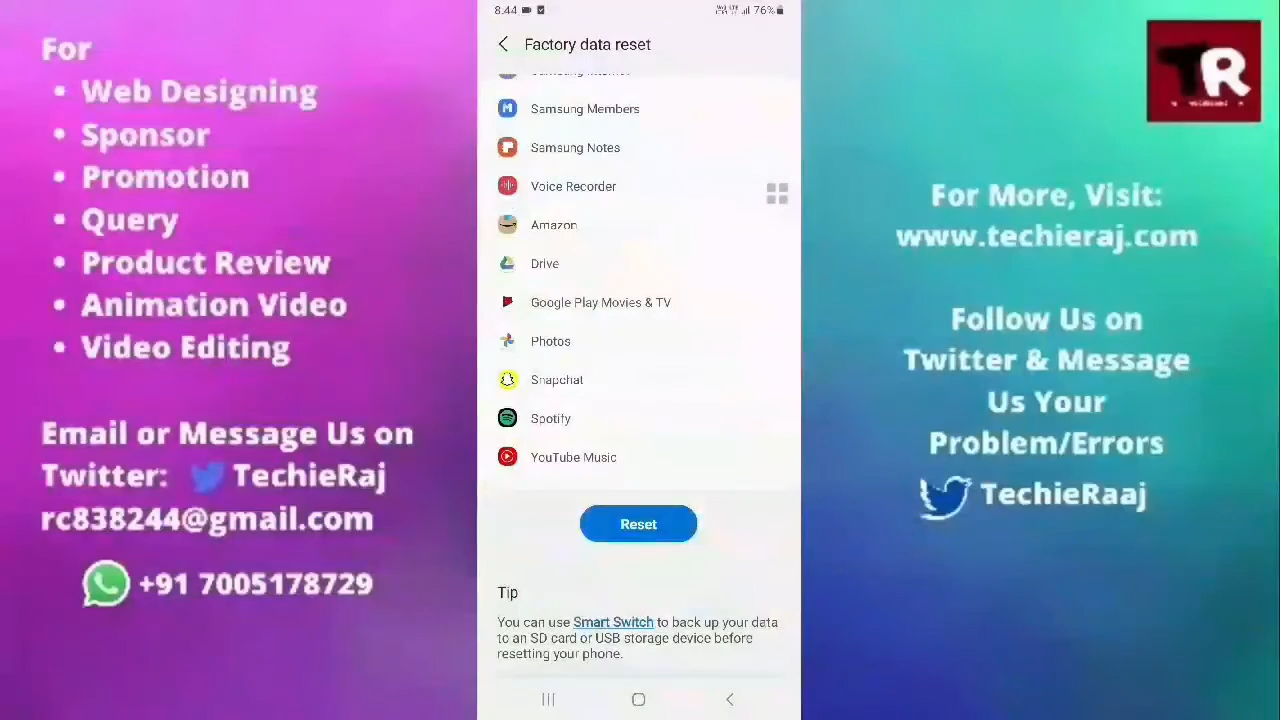 For
Web Designing
Sponsor
Promotion
Query
Product Review
Animation Video
Video Editing
Email or Message Us on
Twitter: TechieRaj
rc838244@gmail.com
+91 7005178729
8:44
76%
Factory data reset
Samsung Internet
Samsung Members
Samsung Notes
Voice Recorder
Amazon
Drive
Google Play Movies & TV
Photos
Snapchat
Spotify
YouTube Music
Reset
Tip
You can use Smart Switch to back up your data
to an SD card or USB storage device before
resetting your phone.
TR
For More, Visit:
www.techieraj.com
Follow Us on
Twitter & Message
Us Your
Problem/Errors
TechieRaaj